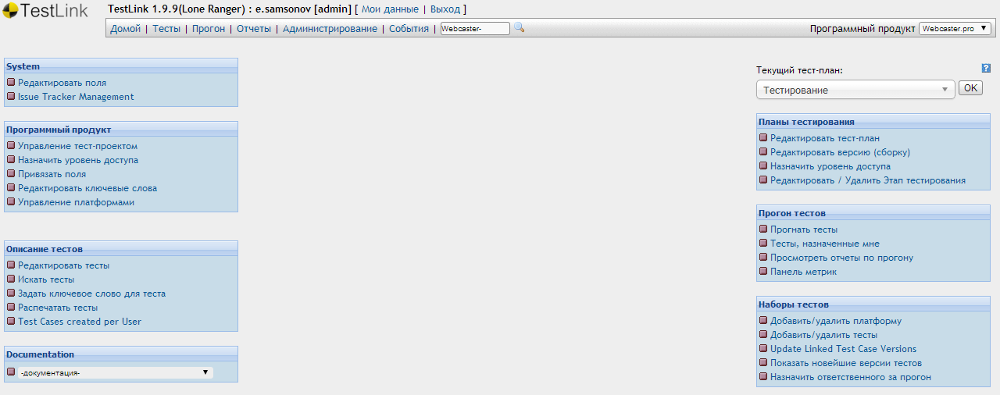 TestLink
TestLink 1.9.9(Lone Ranger) : e.samsonov [admin] [ Мои данные | Выход ]
Домой | Тесты | Прогон | Отчеты | Администрирование | События | Webcaster-
Программный продукт Webcaster.pro
System
Редактировать поля
Issue Tracker Management
Программный продукт
Управление тест-проектом
Назначить уровень доступа
Привязать поля
Редактировать ключевые слова
Управление платформами
Описание тестов
Редактировать тесты
Искать тесты
Задать ключевое слово для теста
Распечатать тесты
Test Cases created per User
Documentation
-документация-
Текущий тест-план:
?
Тестирование OK
Планы тестирования
Редактировать тест-план
Редактировать версию (сборку)
Назначить уровень доступа
Редактировать / Удалить Этап тестирования
Прогон тестов
Прогнать тесты
Тесты, назначенные мне
Просмотреть отчеты по прогону
Панель метрик
Наборы тестов
Добавить/удалить платформу
Добавить/удалить тесты
Update Linked Test Case Versions
Показать новейшие версии тестов
Назначить ответственного за прогон